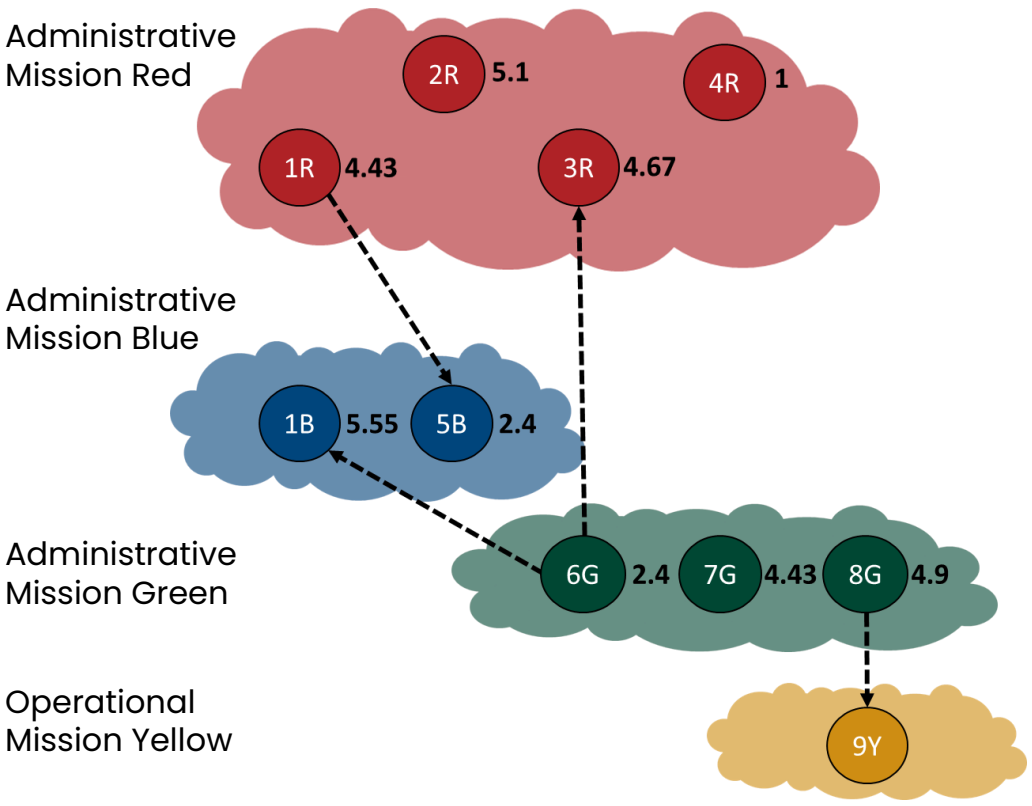 Administrative
Mission Red
2R 5.1
4R 1
1R 4.43
3R 4.67
Administrative
Mission Blue
1B 5.55
5B 2.4
Administrative
Mission Green
6G 2.4
7G 4.43
8G 4.9
Operational
Mission Yellow
9Y